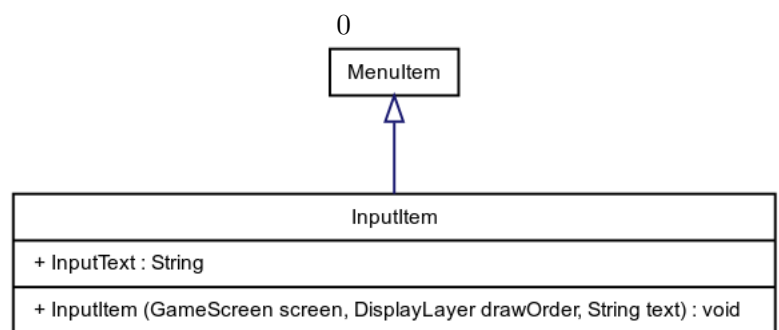 0
MenuItem
InputItem
+ InputText : String
+ InputItem (GameScreen screen, DisplayLayer drawOrder, String text) : void